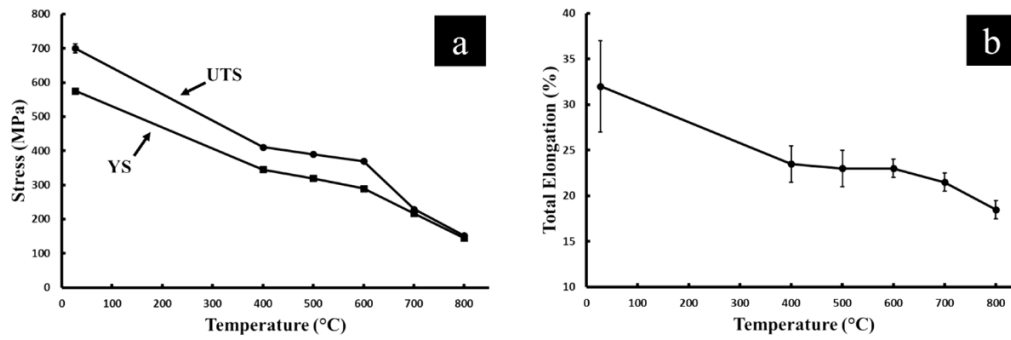 800
700
600
500
400
300
200
100
0
Stress (MPa)
0 100 200 300 400 500 600 700 800
Temperature (°C)
UTS
YS
a
40
35
30
25
20
15
10
Total Elongation (%)
0 100 200 300 400 500 600 700 800
Temperature (°C)
b